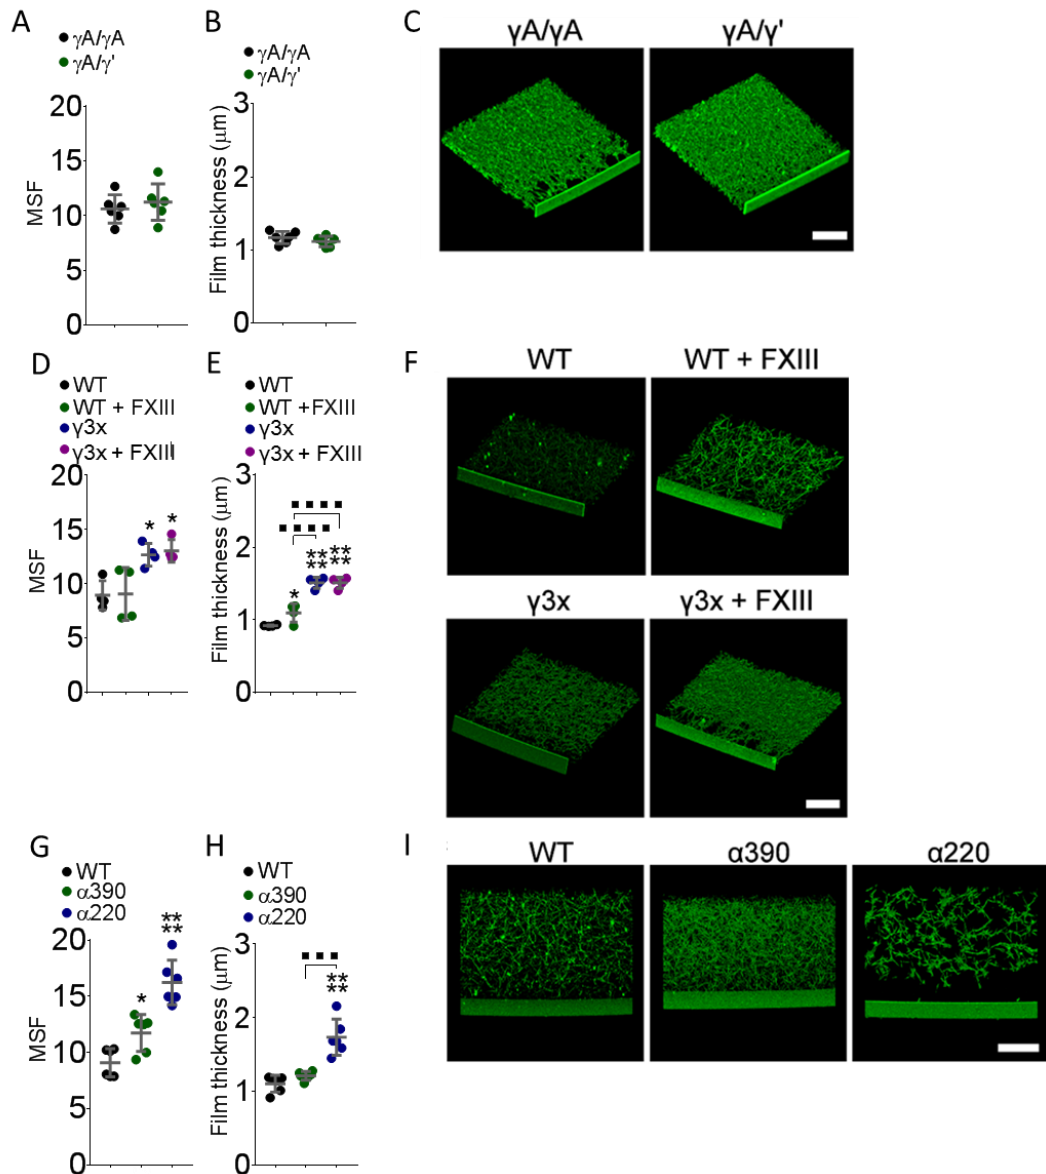 A
γA/γA
γA/γ'
MSF
20
15
10
5
0
B
γA/γA
γA/γ'
Film thickness (μm)
3
2
1
0
C
γA/γA
γA/γ'
D
WT
WT + FXIII
γ3x
γ3x + FXIII
MSF
20
15
10
5
0
*
*
E
WT
WT + FXIII
γ3x
γ3x + FXIII
Film thickness (μm)
3
2
1
0
*
**
**
**
**
F
WT
WT + FXIII
γ3x
γ3x + FXIII
G
WT
α390
α220
MSF
20
15
10
5
0
*
**
**
H
WT
α390
α220
Film thickness (μm)
3
2
1
0
**
**
I
WT
α390
α220